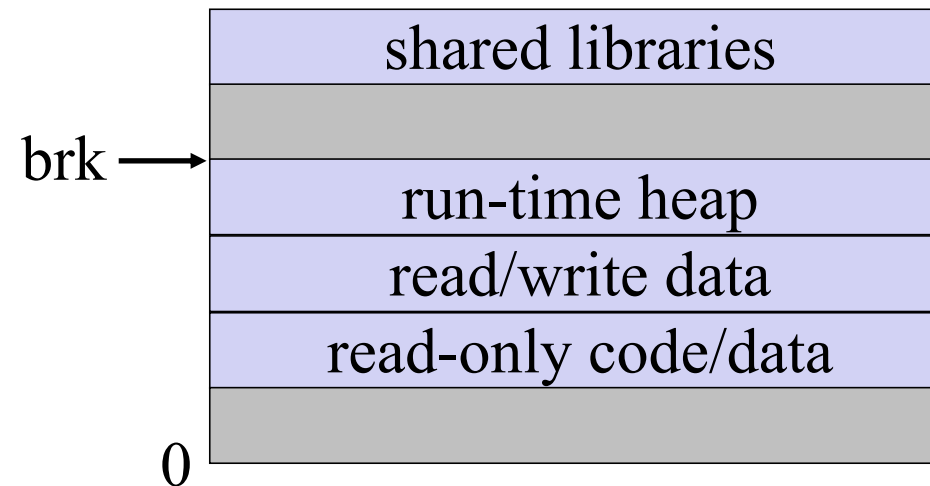 shared libraries
brk
run-time heap
read/write data
read-only code/data
0